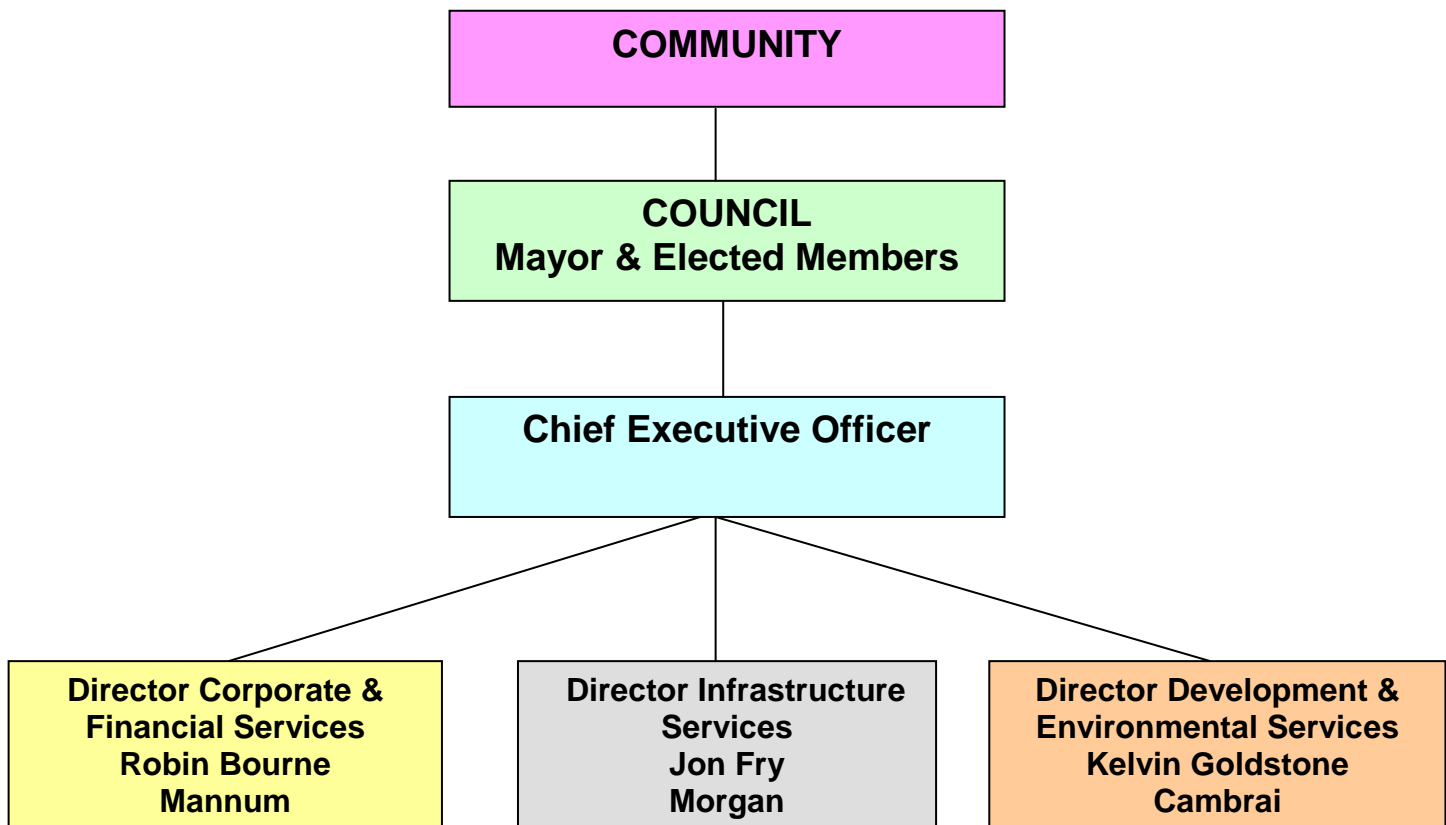 COMMUNITY
COUNCIL
Mayor & Elected Members
Chief Executive Officer
Director Corporate &
Financial Services
Robin Bourne
Mannum
Director Infrastructure
Services
Jon Fry
Morgan
Director Development &
Environmental Services
Kelvin Goldstone
Cambrai